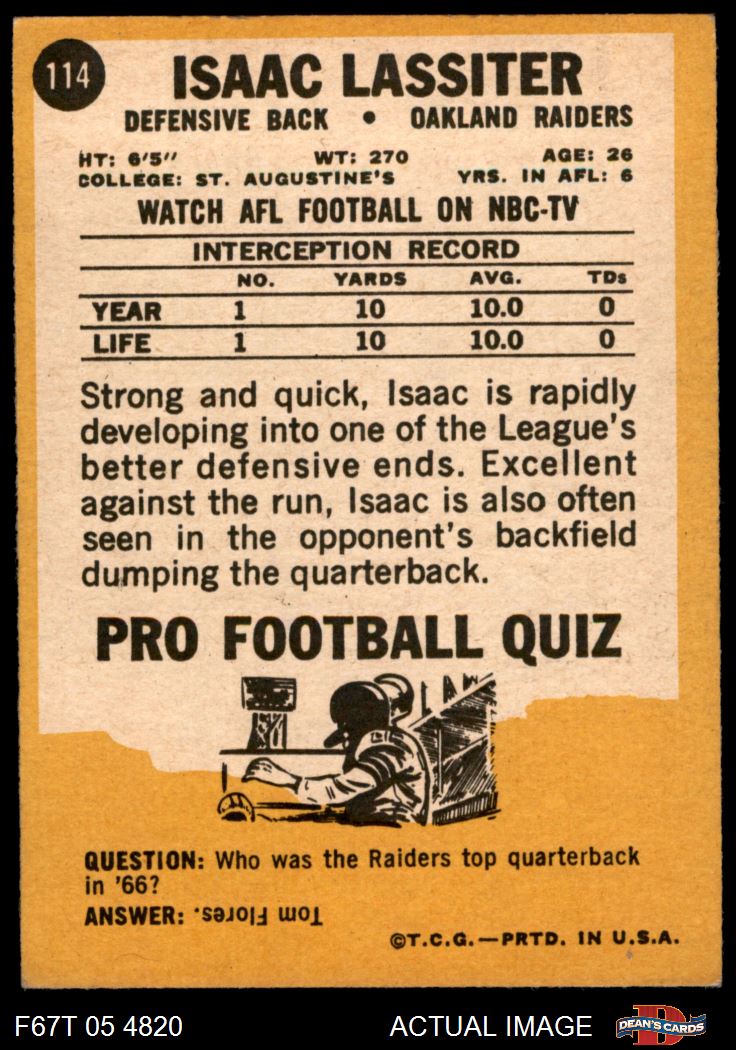 114
ISAAC LASSITER
DEFENSIVE BACK • OAKLAND RAIDERS
HT: 6'5" WT: 270 AGE: 26
COLLEGE: ST. AUGUSTINE'S YRS. IN AFL: 6
WATCH AFL FOOTBALL ON NBC-TV
INTERCEPTION RECORD
NO. YARDS AVG. TDs
YEAR 1 10 10.0 0
LIFE 1 10 10.0 0
Strong and quick, Isaac is rapidly
developing into one of the League's
better defensive ends. Excellent
against the run, Isaac is also often
seen in the opponent's backfield
dumping the quarterback.
PRO FOOTBALL QUIZ
QUESTION: Who was the Raiders top quarterback
in '66?
ANSWER: Tom Flores.
©T.C.G.—PRTD. IN U.S.A.
F67T 05 4820 ACTUAL IMAGE D DEAN'S CARDS